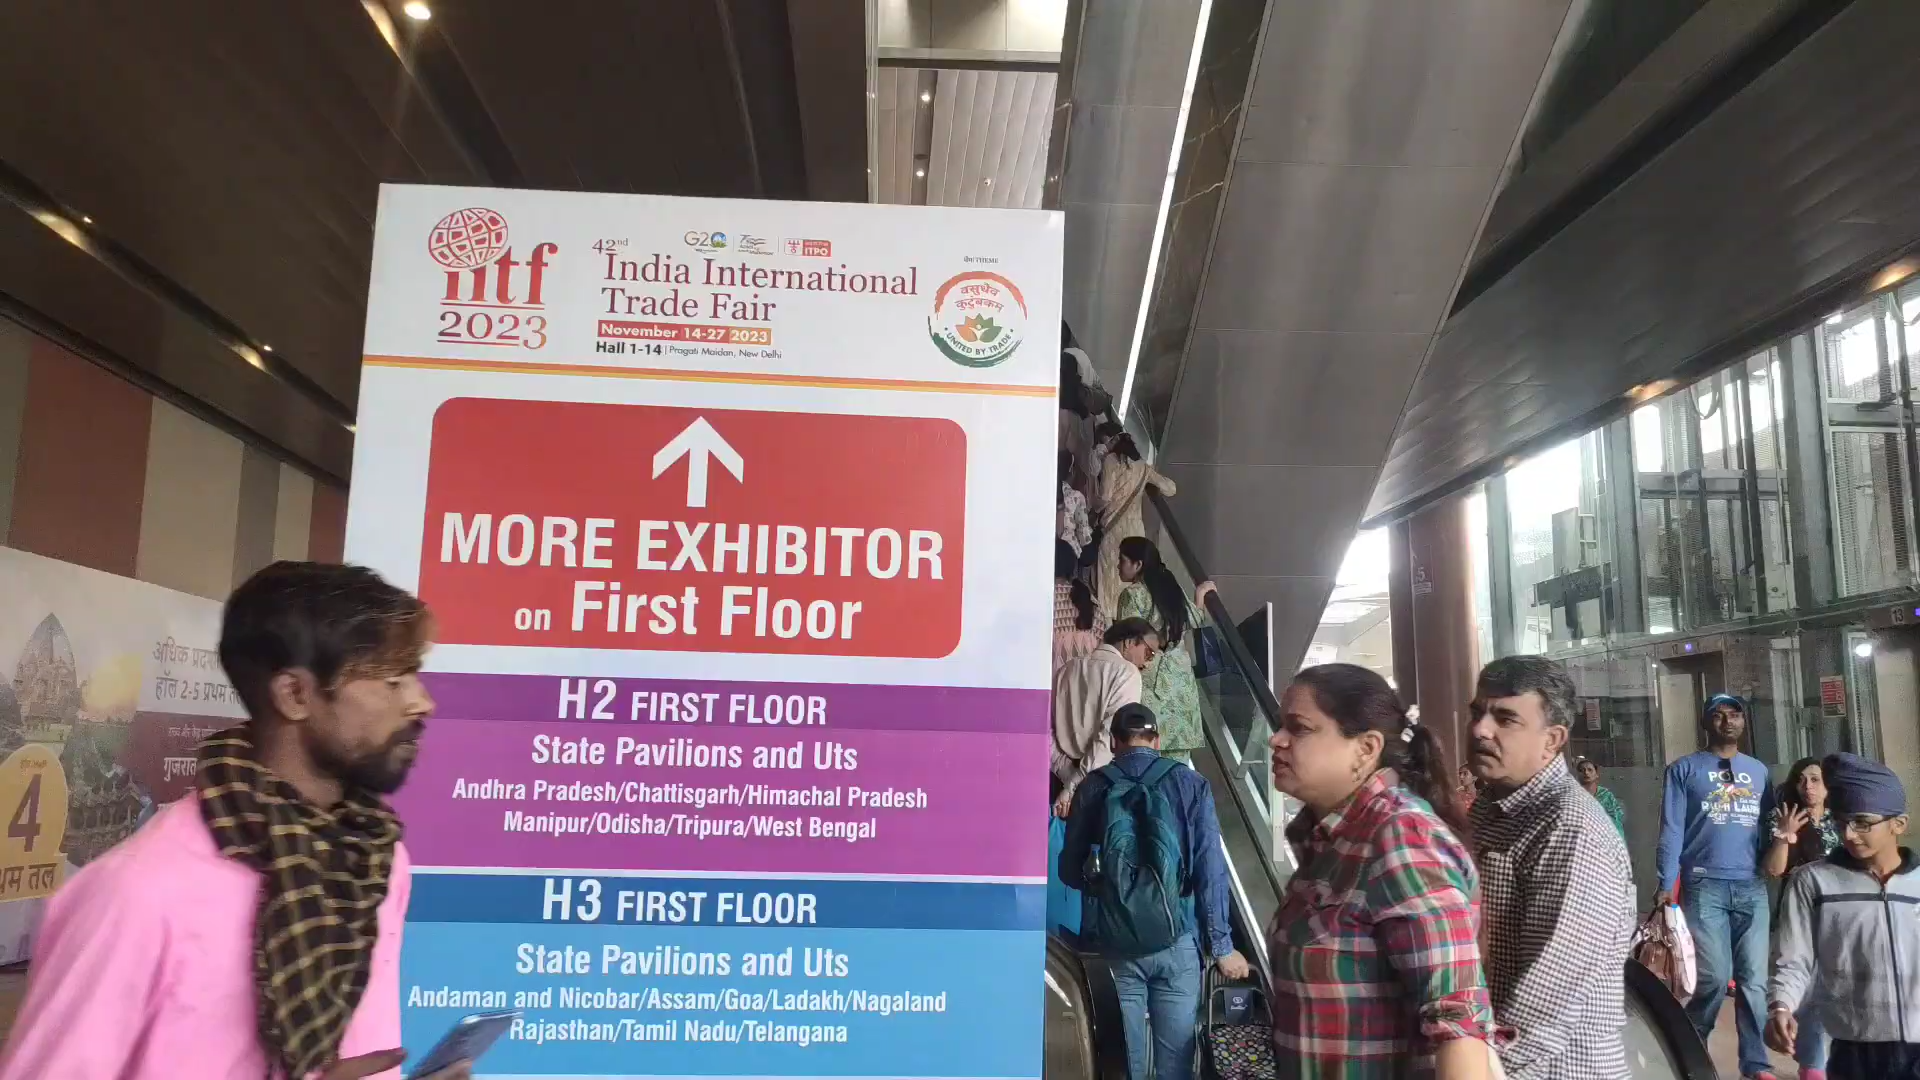 iitf
2023
42nd
G20
ITPO
India International
Trade Fair
November 14-27 2023
Hall 1-14 | Pragati Maidan, New Delhi
वसुधैव
कुटुंबकम
UNITED BY TRADE
MORE EXHIBITOR
on First Floor
H2 FIRST FLOOR
State Pavilions and Uts
Andhra Pradesh/Chattisgarh/Himachal Pradesh
Manipur/Odisha/Tripura/West Bengal
H3 FIRST FLOOR
State Pavilions and Uts
Andaman and Nicobar/Assam/Goa/Ladakh/Nagaland
Rajasthan/Tamil Nadu/Telangana
अधिक
हॉल 2-5 प्रथम
4
तल
5
13
POLO